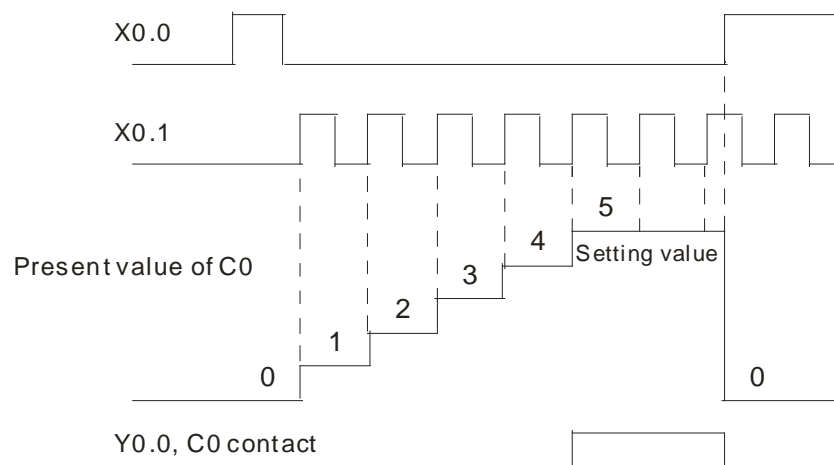 X0.0
X0.1
5
4
Setting value
Present value of C0
3
2
1
0
0
Y0.0, C0 contact